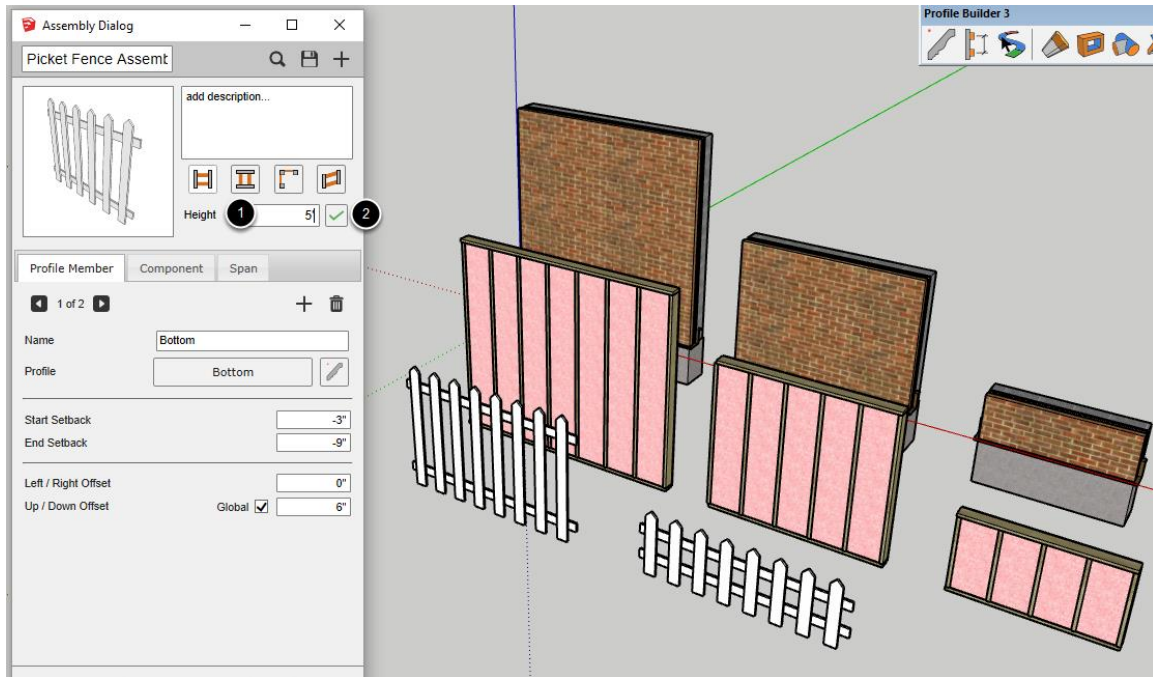 Assembly Dialog
Profile Builder 3
Picket Fence Assemb
add description...
Height
1
5'
2
Profile Member
Component
Span
1 of 2
Name
Bottom
Profile
Bottom
Start Setback
-3"
End Setback
-9"
Left / Right Offset
0"
Up / Down Offset
Global
6"